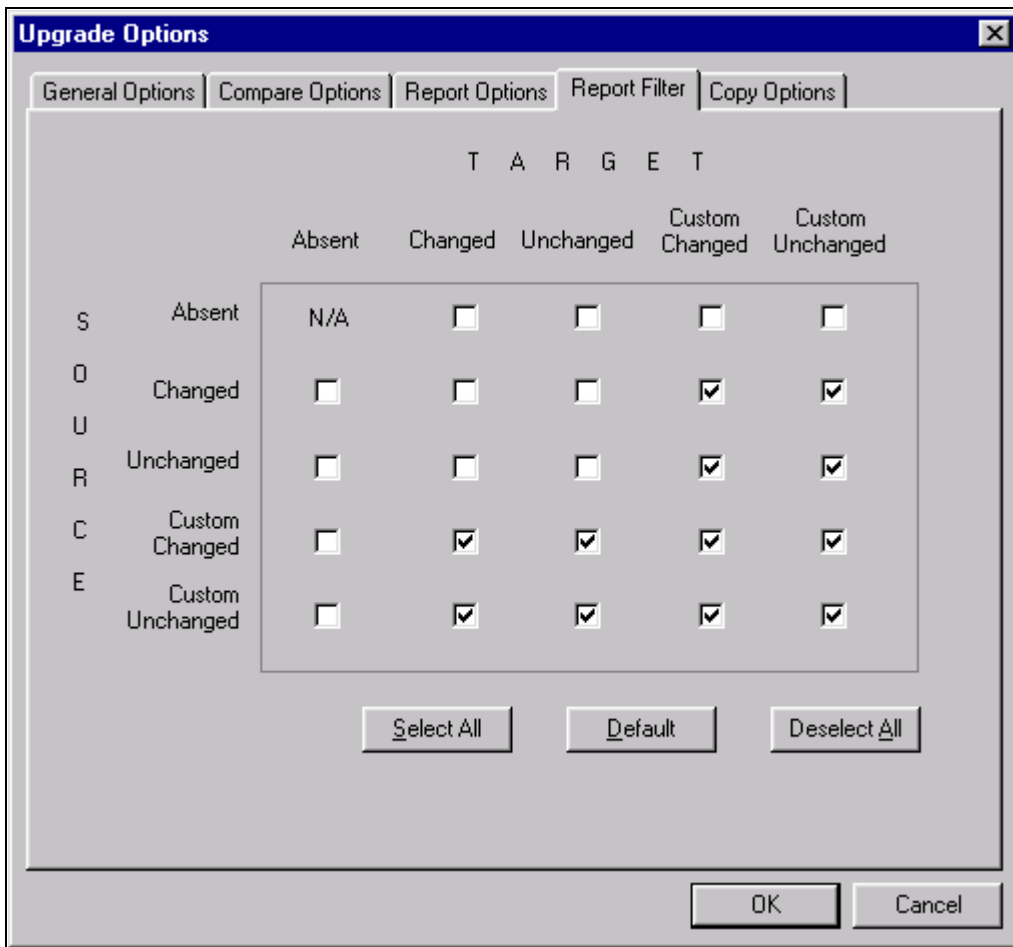 Upgrade Options
General Options
Compare Options
Report Options
Report Filter
Copy Options
T A R G E T
Absent
Changed
Unchanged
Custom
Changed
Custom
Unchanged
S O U R C E
Absent
N/A
Changed
Unchanged
Custom
Changed
Custom
Unchanged
Select All
Default
Deselect All
OK
Cancel